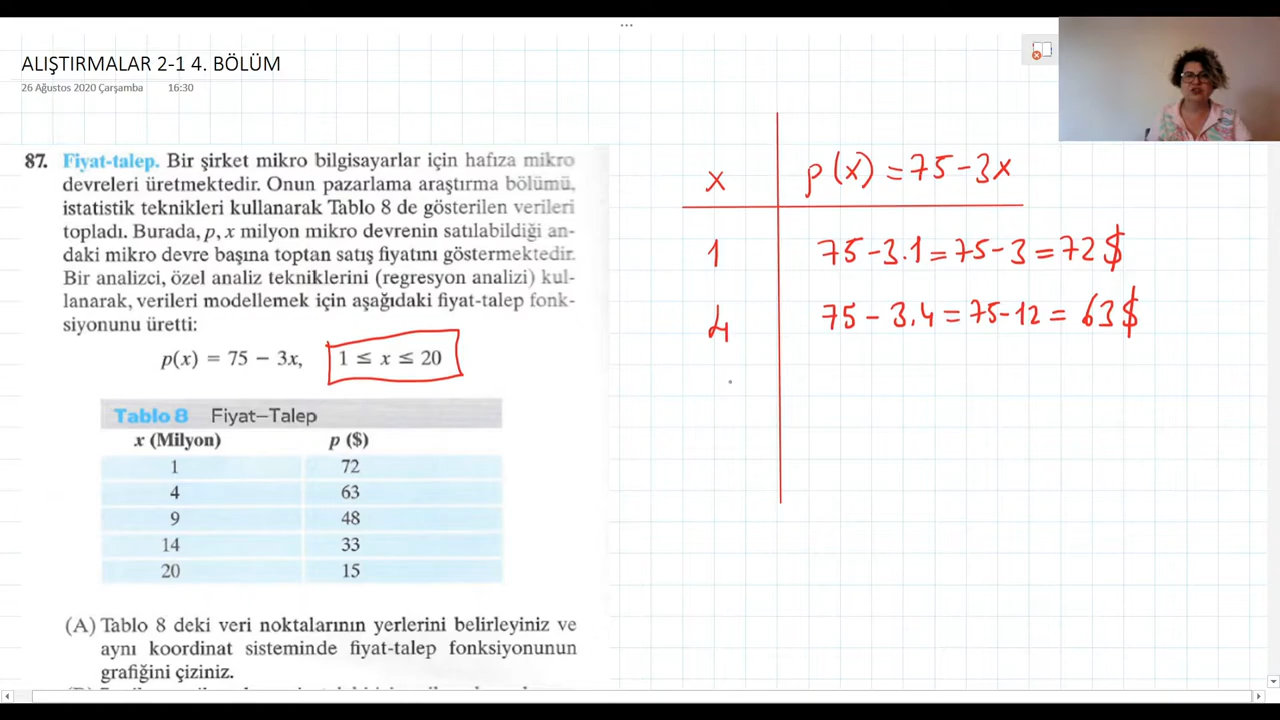 ALIŞTIRMALAR 2-1 4. BÖLÜM
26 Ağustos 2020 Çarşamba 16:30
87. Fiyat-talep. Bir şirket mikro bilgisayarlar için hafıza mikro
devreleri üretmektedir. Onun pazarlama araştırma bölümü,
istatistik teknikleri kullanarak Tablo 8 de gösterilen verileri
topladı. Burada, p, x milyon mikro devrenin satılabildiği an-
daki mikro devre başına toptan satış fiyanını göstermektedir.
Bir analizci, özel analiz tekniklerini (regresyon analizi) kul-
lanarak, verileri modellemek için aşağıdaki fiyat-talep fonk-
siyonunu üretti:
p(x) = 75 − 3x, 1 ≤ x ≤ 20
Tablo 8 Fiyat–Talep
x (Milyon) p ($)
1 72
4 63
9 48
14 33
20 15
(A) Tablo 8 deki veri noktalarının yerlerini belirleyiniz ve
aynı koordinat sisteminde fiyat-talep fonksiyonunun
grafiğini çiziniz.
x p(x) = 75-3x
1 75-3.1 = 75-3 = 72$
4 75-3.4 = 75-12 = 63$